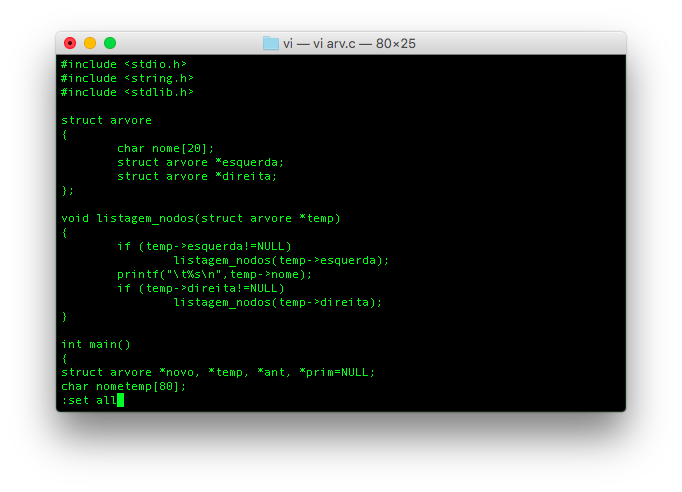 vi — vi arv.c — 80×25
#include <stdio.h>
#include <string.h>
#include <stdlib.h>
struct arvore
{
        char nome[20];
        struct arvore *esquerda;
        struct arvore *direita;
};
void listagem_nodos(struct arvore *temp)
{
        if (temp->esquerda!=NULL)
                listagem_nodos(temp->esquerda);
        printf("\t%s\n",temp->nome);
        if (temp->direita!=NULL)
                listagem_nodos(temp->direita);
}
int main()
{
struct arvore *novo, *temp, *ant, *prim=NULL;
char nometemp[80];
:set all